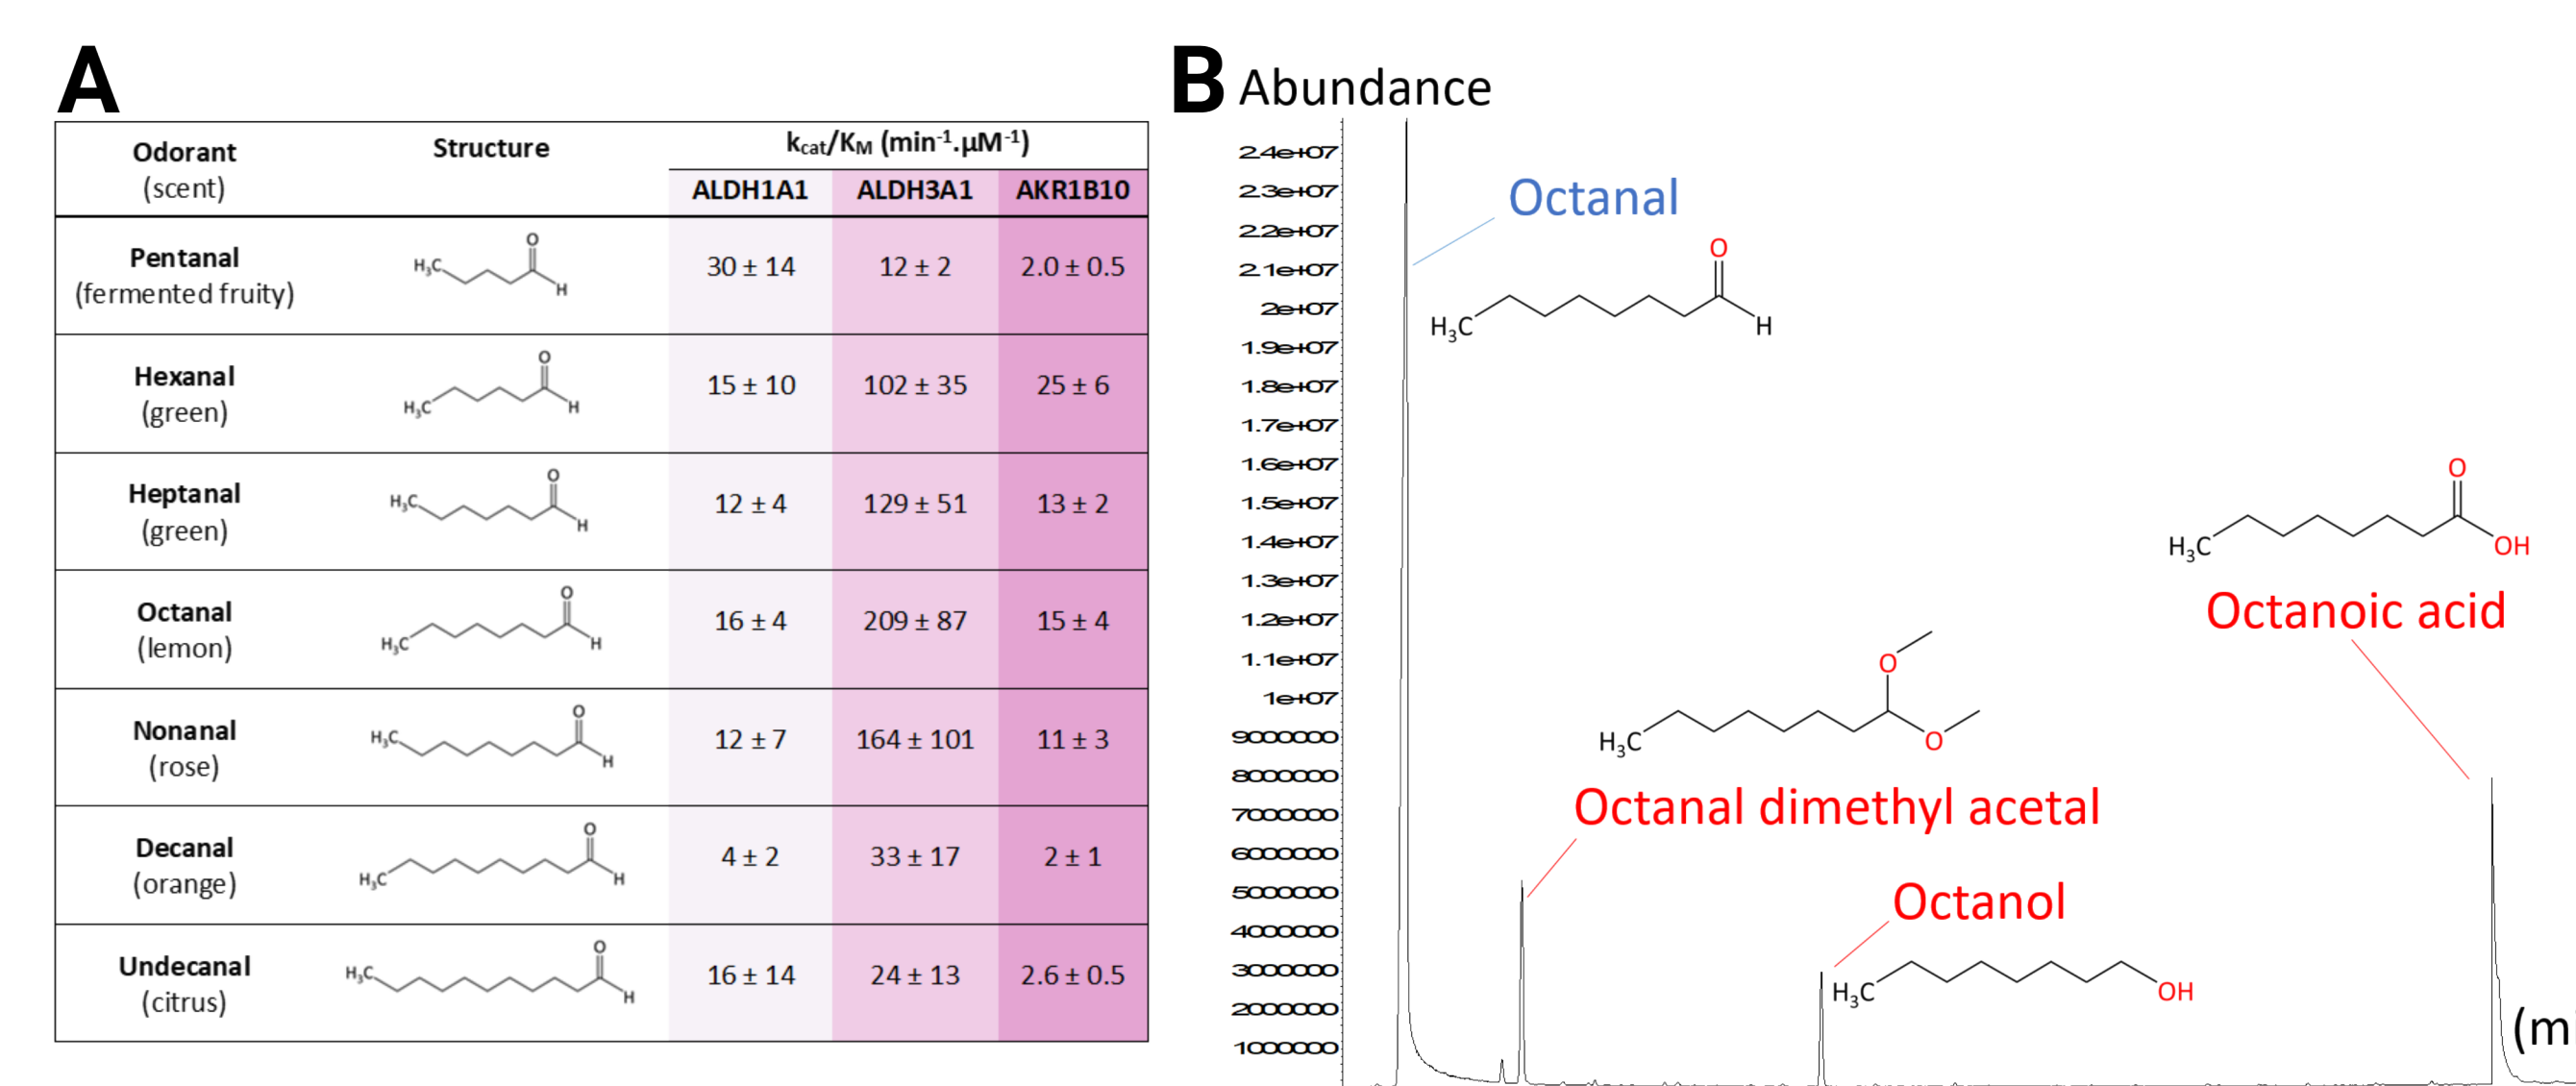 A
Odorant
(scent)
Structure
kcat/KM (min-1.µM-1)
ALDH1A1 ALDH3A1 AKR1B10
Pentanal
(fermented fruity)
H3C O H
30 ± 14 12 ± 2 2.0 ± 0.5
Hexanal
(green)
H3C O H
15 ± 10 102 ± 35 25 ± 6
Heptanal
(green)
H3C O H
12 ± 4 129 ± 51 13 ± 2
Octanal
(lemon)
H3C O H
16 ± 4 209 ± 87 15 ± 4
Nonanal
(rose)
H3C O H
12 ± 7 164 ± 101 11 ± 3
Decanal
(orange)
H3C O H
4 ± 2 33 ± 17 2 ± 1
Undecanal
(citrus)
H3C O H
16 ± 14 24 ± 13 2.6 ± 0.5
B
Abundance
2.4e+07
2.3e+07
2.2e+07
2.1e+07
2e+07
1.9e+07
1.8e+07
1.7e+07
1.6e+07
1.5e+07
1.4e+07
1.3e+07
1.2e+07
1.1e+07
1e+07
9000000
8000000
7000000
6000000
5000000
4000000
3000000
2000000
1000000
Octanal
O
H3C H
O
H3C OH
Octanoic acid
O
H3C O
Octanal dimethyl acetal
Octanol
H3C OH
(m